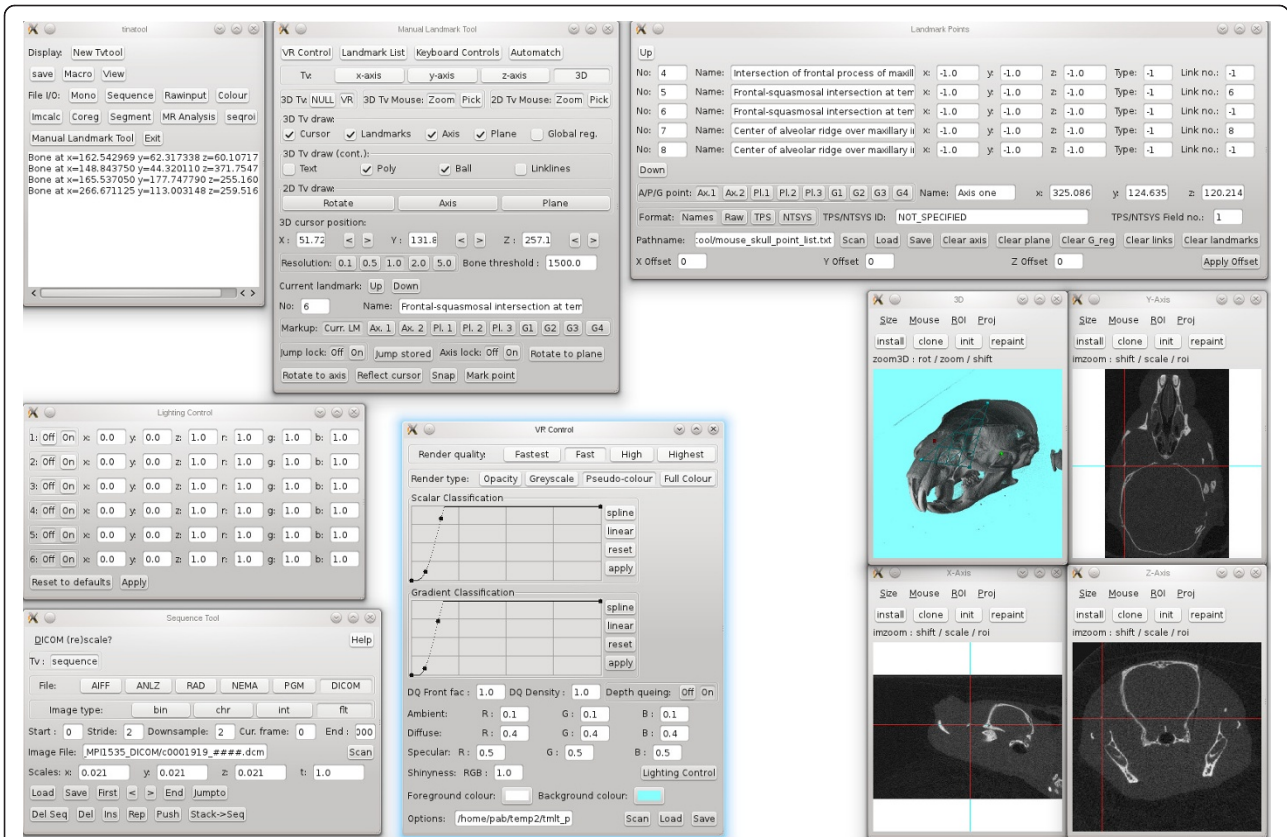 tinatool
Display: New Tvtool
save Macro View
File I/O: Mono Sequence Rawinput Colour
Imcalc Coreg Segment MR Analysis seqroi
Manual Landmark Tool Exit
Bone at x=162.542969 y=62.317338 z=60.10717
Bone at x=148.843750 y=44.320110 z=371.7547
Bone at x=165.537050 y=177.747790 z=255.160
Bone at x=266.671125 y=113.003148 z=259.516
Manual Landmark Tool
VR Control Landmark List Keyboard Controls Automatch
Tv: x-axis y-axis z-axis 3D
3D Tv: NULL VR 3D Tv Mouse: Zoom Pick 2D Tv Mouse: Zoom Pick
3D Tv draw:
Cursor Landmarks Axis Plane Global reg.
3D Tv draw (cont.):
Text Poly Ball Linklines
2D Tv draw:
Rotate Axis Plane
3D cursor position:
X : 51.72 < > Y : 131.8 < > Z : 257.1 < >
Resolution: 0.1 0.5 1.0 2.0 5.0 Bone threshold : 1500.0
Current landmark: Up Down
No: 6 Name: Frontal-squasmosal intersection at tem
Markup: Curr. LM Ax. 1 Ax. 2 Pl. 1 Pl. 2 Pl. 3 G1 G2 G3 G4
Jump lock: Off On Jump stored Axis lock: Off On Rotate to plane
Rotate to axis Reflect cursor Snap Mark point
Landmark Points
Up
No: 4 Name: Intersection of frontal process of maxill x: -1.0 y: -1.0 z: -1.0 Type: -1 Link no.: -1
No: 5 Name: Frontal-squasmosal intersection at tem x: -1.0 y: -1.0 z: -1.0 Type: -1 Link no.: 6
No: 6 Name: Frontal-squasmosal intersection at tem x: -1.0 y: -1.0 z: -1.0 Type: -1 Link no.: -1
No: 7 Name: Center of alveolar ridge over maxillary i x: -1.0 y: -1.0 z: -1.0 Type: -1 Link no.: 8
No: 8 Name: Center of alveolar ridge over maxillary i x: -1.0 y: -1.0 z: -1.0 Type: -1 Link no.: -1
Down
A/P/G point: Ax.1 Ax.2 Pl.1 Pl.2 Pl.3 G1 G2 G3 G4 Name: Axis one x: 325.086 y: 124.635 z: 120.214
Format: Names Raw TPS NTSYS TPS/NTSYS ID: NOT_SPECIFIED TPS/NTSYS Field no.: 1
Pathname: :ool/mouse_skull_point_list.txt Scan Load Save Clear axis Clear plane Clear G_reg Clear links Clear landmarks
X Offset 0 Y Offset 0 Z Offset 0 Apply Offset
Lighting Control
1: Off On x: 0.0 y: 0.0 z: 1.0 r: 1.0 g: 1.0 b: 1.0
2: Off On x: 0.0 y: 0.0 z: 1.0 r: 1.0 g: 1.0 b: 1.0
3: Off On x: 0.0 y: 0.0 z: 1.0 r: 1.0 g: 1.0 b: 1.0
4: Off On x: 0.0 y: 0.0 z: 1.0 r: 1.0 g: 1.0 b: 1.0
5: Off On x: 0.0 y: 0.0 z: 1.0 r: 1.0 g: 1.0 b: 1.0
6: Off On x: 0.0 y: 0.0 z: 1.0 r: 1.0 g: 1.0 b: 1.0
Reset to defaults Apply
Sequence Tool
DICOM (re)scale? Help
Tv : sequence
File: AIFF ANLZ RAD NEMA PGM DICOM
Image type: bin chr int flt
Start : 0 Stride: 2 Downsample: 2 Cur. frame: 0 End : 000
Image File: _MPI1535_DICOM/c0001919_####.dcm Scan
Scales: x: 0.021 y: 0.021 z: 0.021 t: 1.0
Load Save First < > End Jumpto
Del Seq Del Ins Rep Push Stack->Seq
VR Control
Render quality: Fastest Fast High Highest
Render type: Opacity Greyscale Pseudo-colour Full Colour
Scalar Classification
spline
linear
reset
apply
Gradient Classification
spline
linear
reset
apply
DQ Front fac : 1.0 DQ Density : 1.0 Depth queing: Off On
Ambient: R : 0.1 G : 0.1 B : 0.1
Diffuse: R : 0.4 G : 0.4 B : 0.4
Specular: R : 0.5 G : 0.5 B : 0.5
Shinyness: RGB : 1.0 Lighting Control
Foreground colour: Background colour:
Options: /home/pab/temp2/tmlt_p Scan Load Save
3D
Size Mouse ROI Proj
install clone init repaint
zoom3D : rot / zoom / shift
Y-Axis
Size Mouse ROI Proj
install clone init repaint
imzoom : shift / scale / roi
X-Axis
Size Mouse ROI Proj
install clone init repaint
imzoom : shift / scale / roi
Z-Axis
Size Mouse ROI Proj
install clone init repaint
imzoom : shift / scale / roi